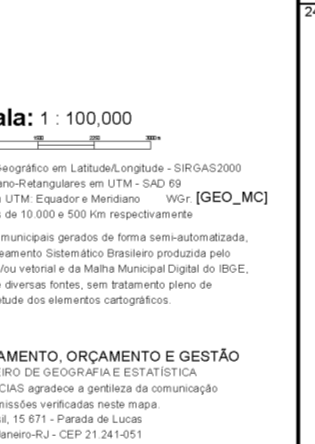 24
ala: 1 : 100,000
Geográfico em Latitude/Longitude - SIRGAS2000
ano-Retangulares em UTM - SAD 69
UTM: Equador e Meridiano WGr. [GEO_MC]
s de 10.000 e 500 Km respectivamente
municipais gerados de forma semi-automatizada,
eamento Sistemático Brasileiro produzida pelo
/ou vetorial e da Malha Municipal Digital do IBGE,
e diversas fontes, sem tratamento pleno de
etude dos elementos cartográficos.
AMENTO, ORÇAMENTO E GESTÃO
EIRO DE GEOGRAFIA E ESTATÍSTICA
CIAS agradece a gentileza da comunicação
missões verificadas neste mapa.
sil, 15 671 - Parada de Lucas
Janeiro-RJ - CEP 21.241-051